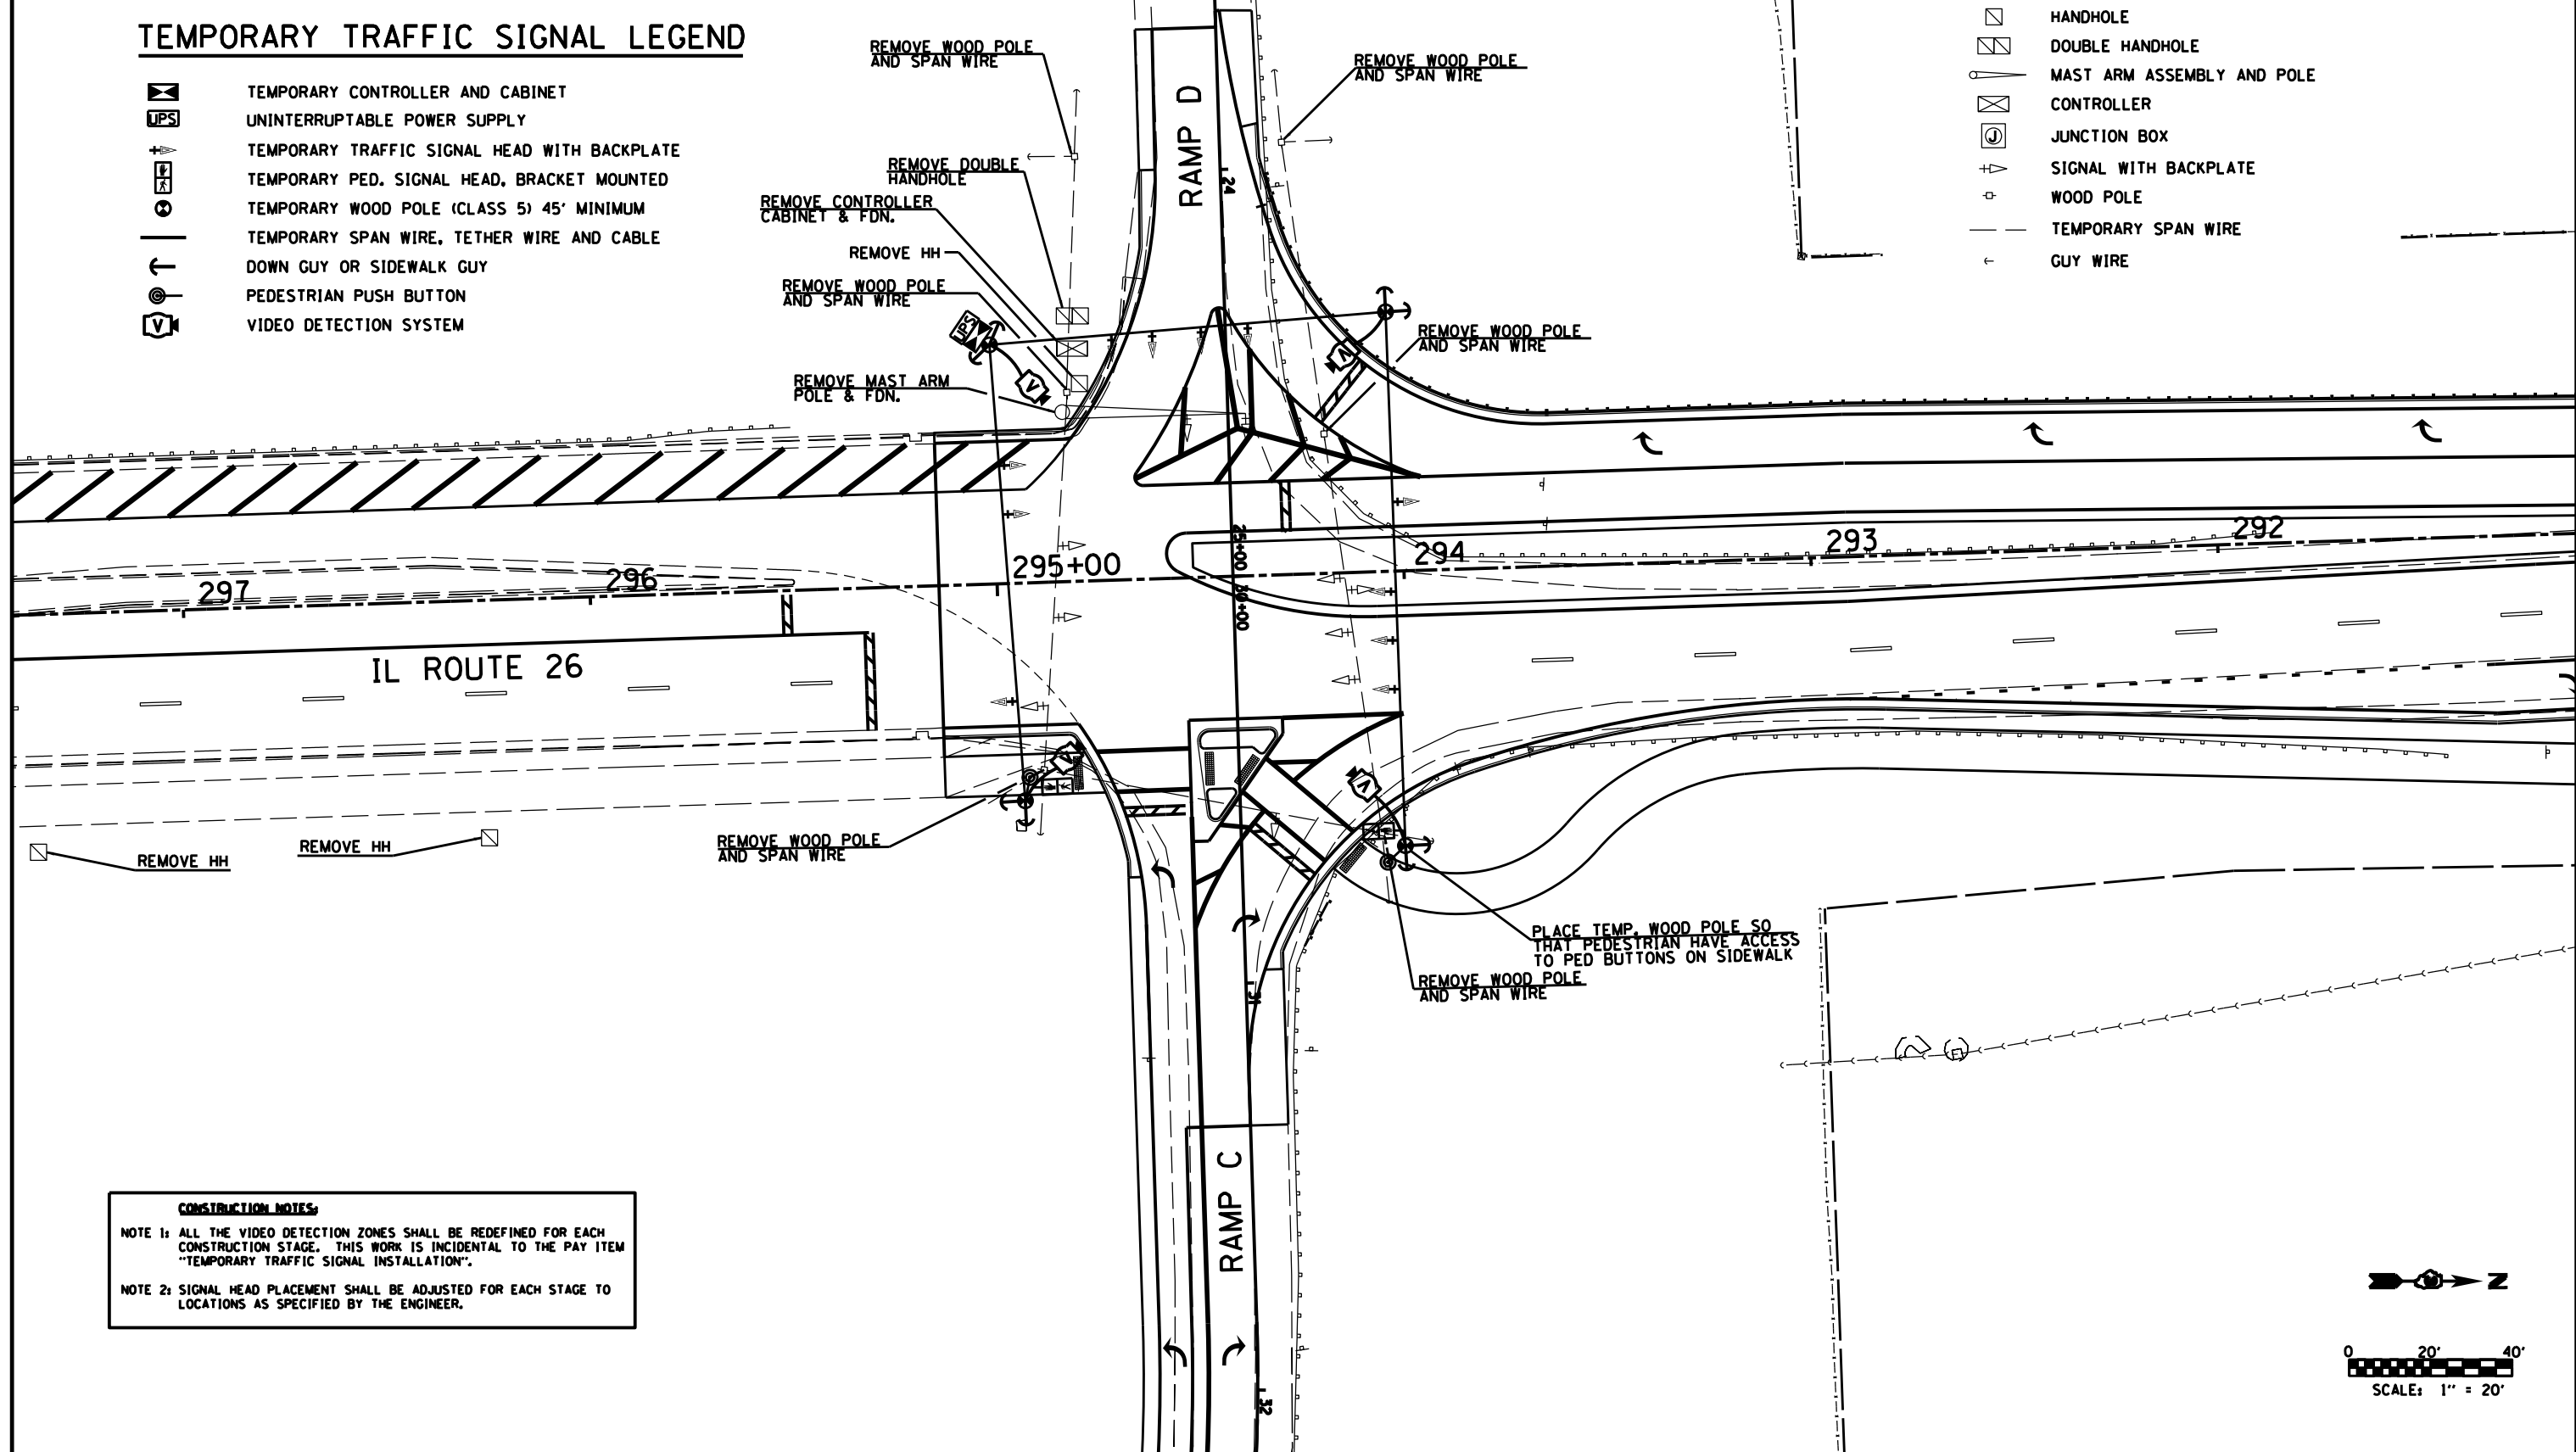 TEMPORARY TRAFFIC SIGNAL LEGEND
TEMPORARY CONTROLLER AND CABINET
UPS
UNINTERRUPTABLE POWER SUPPLY
TEMPORARY TRAFFIC SIGNAL HEAD WITH BACKPLATE
TEMPORARY PED. SIGNAL HEAD, BRACKET MOUNTED
TEMPORARY WOOD POLE (CLASS 5) 45' MINIMUM
TEMPORARY SPAN WIRE, TETHER WIRE AND CABLE
DOWN GUY OR SIDEWALK GUY
PEDESTRIAN PUSH BUTTON
V
VIDEO DETECTION SYSTEM
HANDHOLE
DOUBLE HANDHOLE
MAST ARM ASSEMBLY AND POLE
CONTROLLER
J
JUNCTION BOX
SIGNAL WITH BACKPLATE
WOOD POLE
TEMPORARY SPAN WIRE
GUY WIRE
REMOVE WOOD POLE
AND SPAN WIRE
REMOVE WOOD POLE
AND SPAN WIRE
RAMP D
24
REMOVE DOUBLE
HANDHOLE
REMOVE CONTROLLER
CABINET & FDN.
REMOVE HH
REMOVE WOOD POLE
AND SPAN WIRE
UPS
V
V
REMOVE WOOD POLE
AND SPAN WIRE
REMOVE MAST ARM
POLE & FDN.
297
296
295+00
294
293
292
25+00
30+00
IL ROUTE 26
V
V
REMOVE HH
REMOVE HH
REMOVE WOOD POLE
AND SPAN WIRE
PLACE TEMP. WOOD POLE SO
THAT PEDESTRIAN HAVE ACCESS
TO PED BUTTONS ON SIDEWALK
REMOVE WOOD POLE
AND SPAN WIRE
31
E
RAMP C
32
CONSTRUCTION NOTES:
NOTE 1: ALL THE VIDEO DETECTION ZONES SHALL BE REDEFINED FOR EACH
CONSTRUCTION STAGE. THIS WORK IS INCIDENTAL TO THE PAY ITEM
"TEMPORARY TRAFFIC SIGNAL INSTALLATION".
NOTE 2: SIGNAL HEAD PLACEMENT SHALL BE ADJUSTED FOR EACH STAGE TO
LOCATIONS AS SPECIFIED BY THE ENGINEER.
N
0 20' 40'
SCALE: 1" = 20'